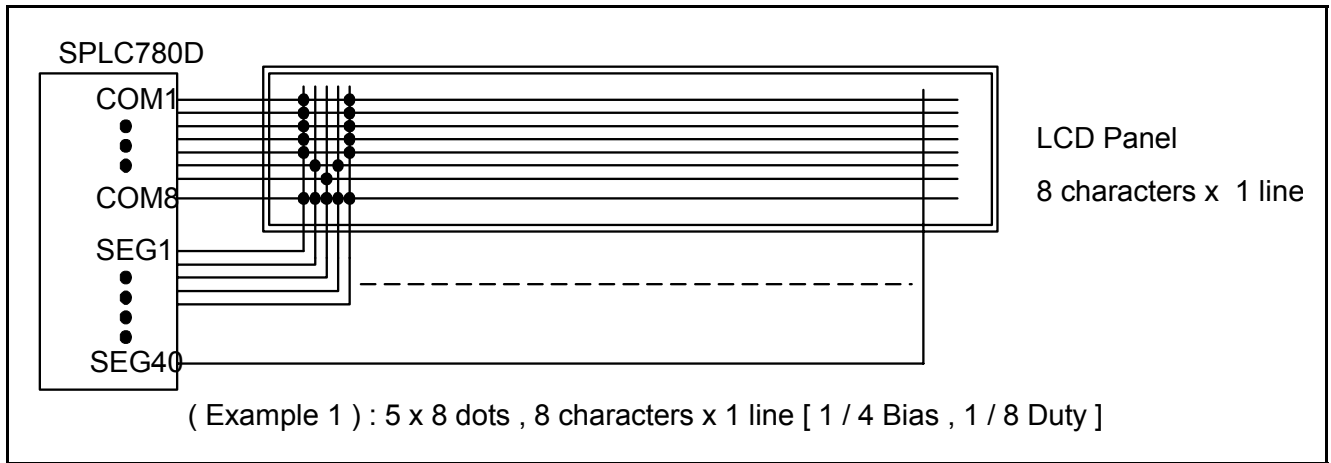 SPLC780D
COM1
COM8
SEG1
SEG40
LCD Panel
8 characters x 1 line
( Example 1 ) : 5 x 8 dots , 8 characters x 1 line [ 1 / 4 Bias , 1 / 8 Duty ]